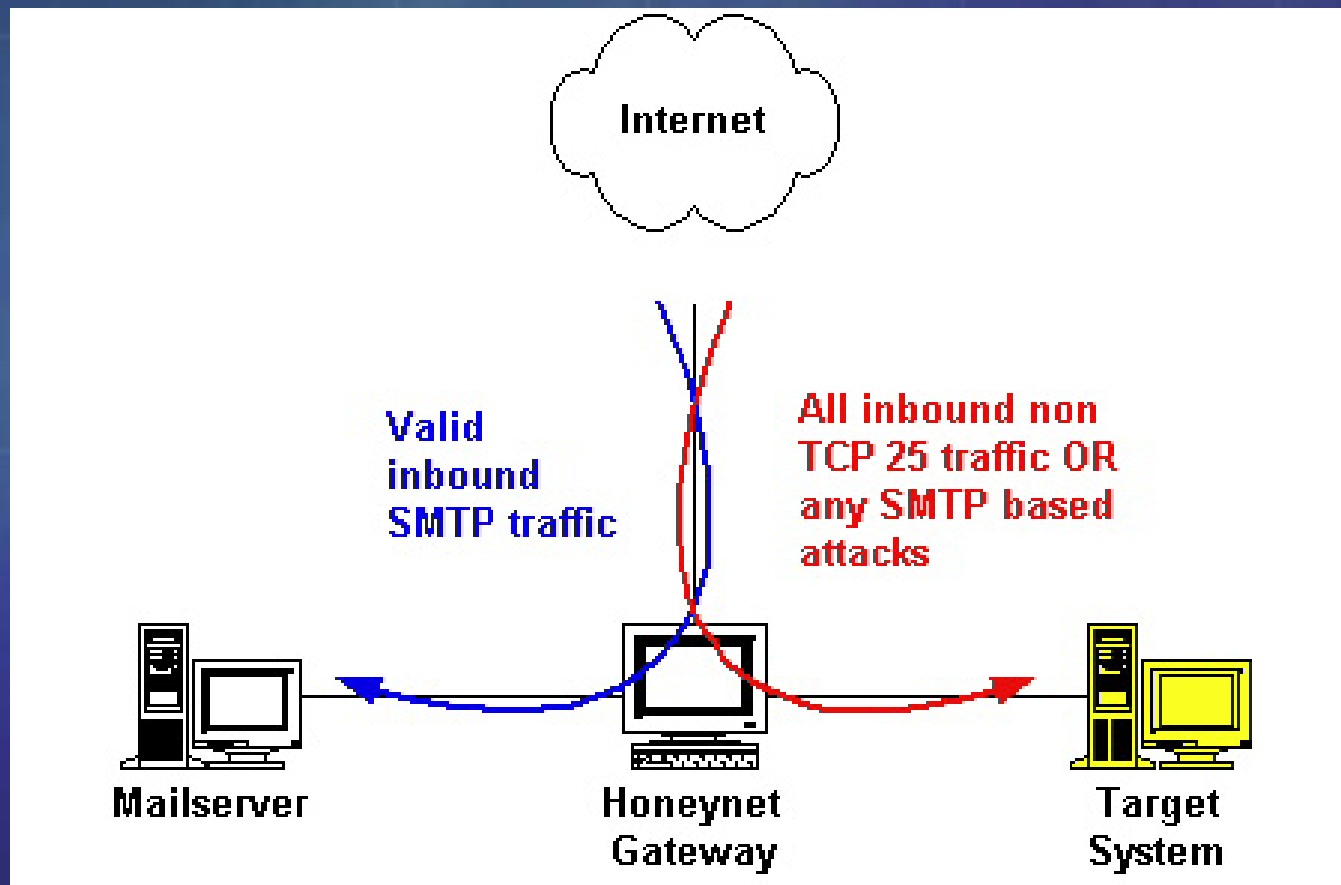 Internet
Valid
inbound
SMTP traffic
All inbound non
TCP 25 traffic OR
any SMTP based
attacks
Mailserver
Honeynet
Gateway
Target
System